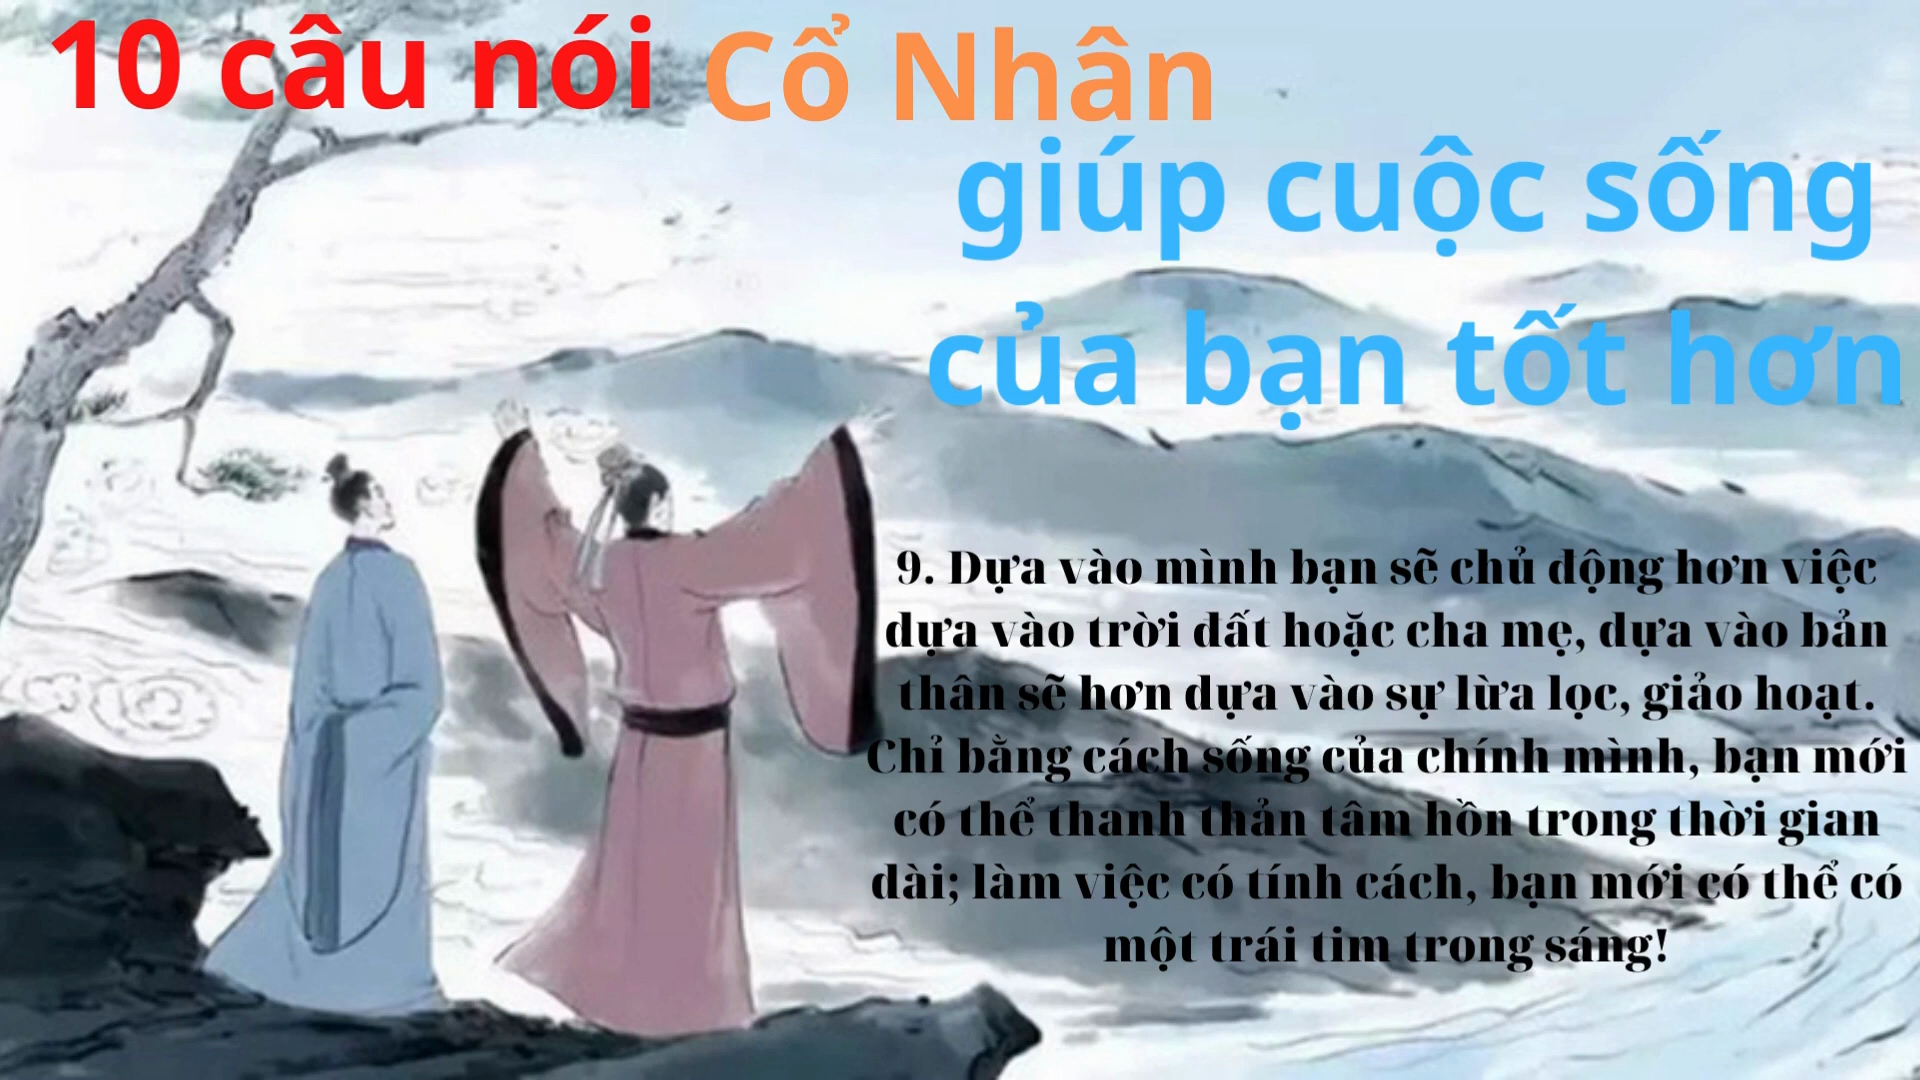 10 câu nói Cổ Nhân
giúp cuộc sống
của bạn tốt hơn
9. Dựa vào mình bạn sẽ chủ động hơn việc
dựa vào trời đất hoặc cha mẹ, dựa vào bản
thân sẽ hơn dựa vào sự lừa lọc, giảo hoạt.
Chỉ bằng cách sống của chính mình, bạn mới
có thể thanh thản tâm hồn trong thời gian
dài; làm việc có tính cách, bạn mới có thể có
một trái tim trong sáng!